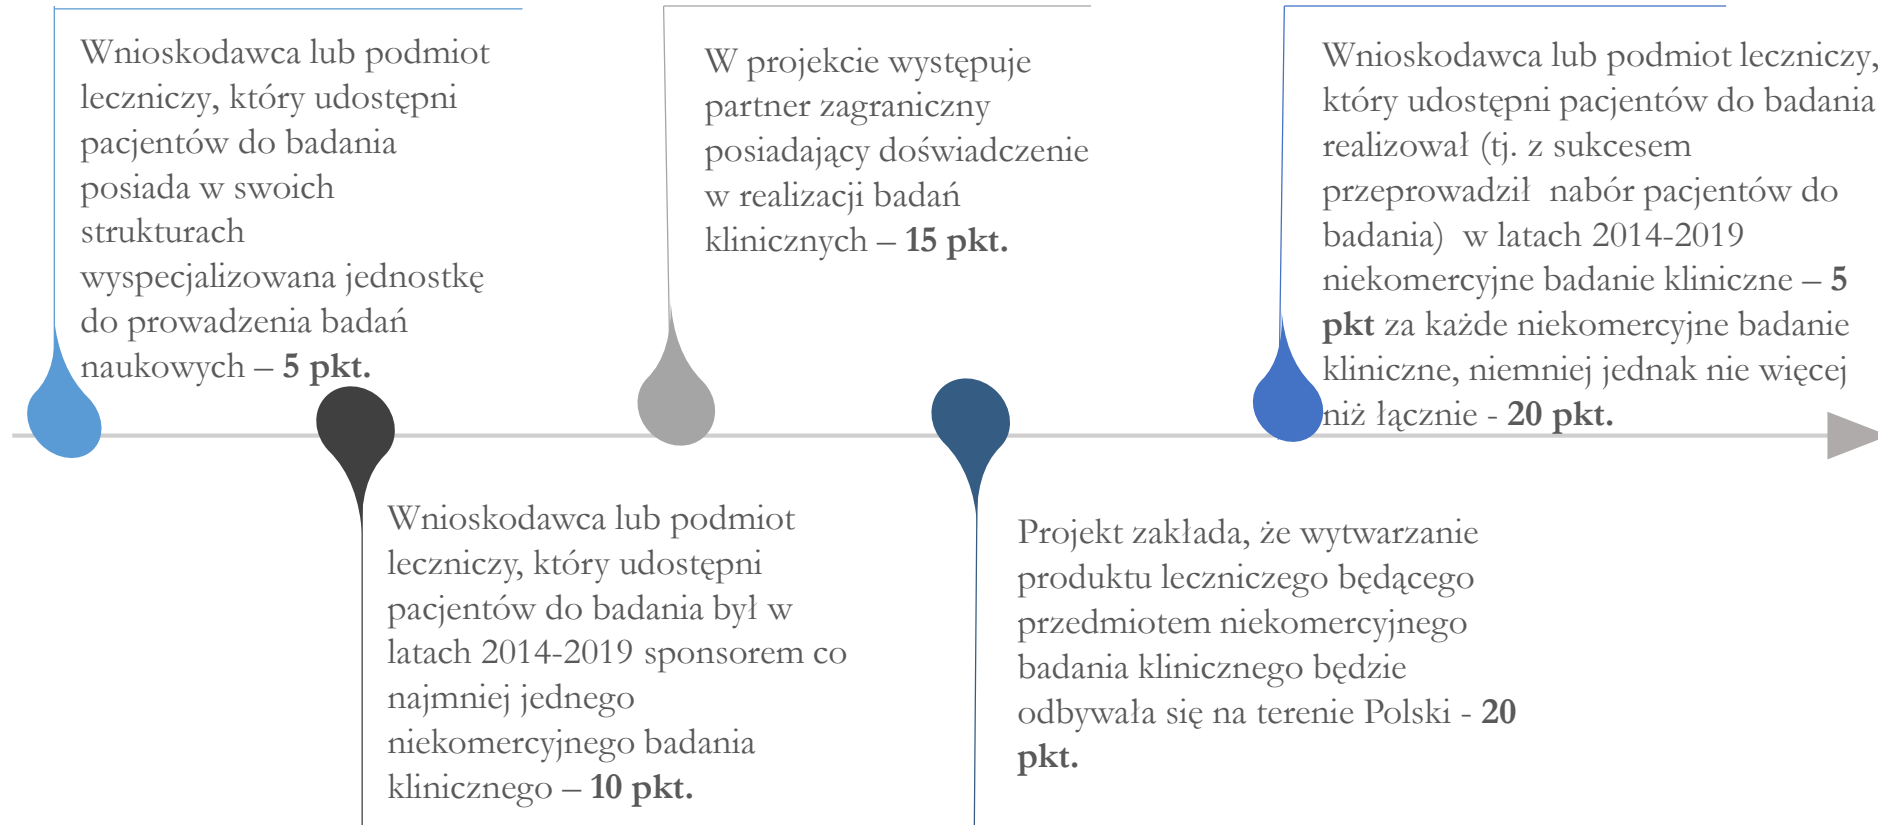 Wnioskodawca lub podmiot
leczniczy, który udostępni
pacjentów do badania
posiada w swoich
strukturach
wyspecjalizowana jednostkę
do prowadzenia badań
naukowych – 5 pkt.
Wnioskodawca lub podmiot
leczniczy, który udostępni
pacjentów do badania był w
latach 2014-2019 sponsorem co
najmniej jednego
niekomercyjnego badania
klinicznego – 10 pkt.
W projekcie występuje
partner zagraniczny
posiadający doświadczenie
w realizacji badań
klinicznych – 15 pkt.
Projekt zakłada, że wytwarzanie
produktu leczniczego będącego
przedmiotem niekomercyjnego
badania klinicznego będzie
odbywała się na terenie Polski - 20
pkt.
Wnioskodawca lub podmiot leczniczy,
który udostępni pacjentów do badania
realizował (tj. z sukcesem
przeprowadził  nabór pacjentów do
badania)  w latach 2014-2019
niekomercyjne badanie kliniczne – 5
pkt za każde niekomercyjne badanie
kliniczne, niemniej jednak nie więcej
niż łącznie - 20 pkt.